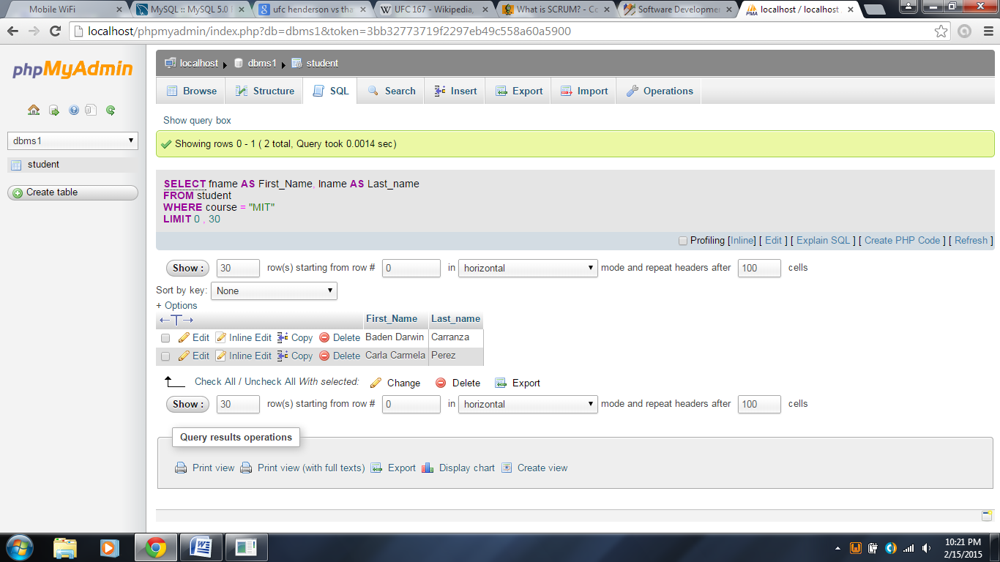 Mobile WiFi
MySQL :: MySQL 5.0
ufc henderson vs tha
UFC 167 - Wikipedia,
What is SCRUM? - Co
Software Developme
localhost / localhost
localhost/phpmyadmin/index.php?db=dbms1&token=3bb32773719f2297eb49c558a60a5900
phpMyAdmin
dbms1
student
Create table
localhost dbms1 student
Browse Structure SQL Search Insert Export Import Operations
Show query box
Showing rows 0 - 1 ( 2 total, Query took 0.0014 sec)
SELECT fname AS First_Name, lname AS Last_name
FROM student
WHERE course = "MIT"
LIMIT 0 , 30
Profiling [Inline] [ Edit ] [ Explain SQL ] [ Create PHP Code ] [ Refresh ]
Show : 30 row(s) starting from row # 0 in horizontal mode and repeat headers after 100 cells
Sort by key: None
+ Options
←T→ First_Name Last_name
Edit Inline Edit Copy Delete Baden Darwin Carranza
Edit Inline Edit Copy Delete Carla Carmela Perez
Check All / Uncheck All With selected: Change Delete Export
Show : 30 row(s) starting from row # 0 in horizontal mode and repeat headers after 100 cells
Query results operations
Print view Print view (with full texts) Export Display chart Create view
10:21 PM
2/15/2015